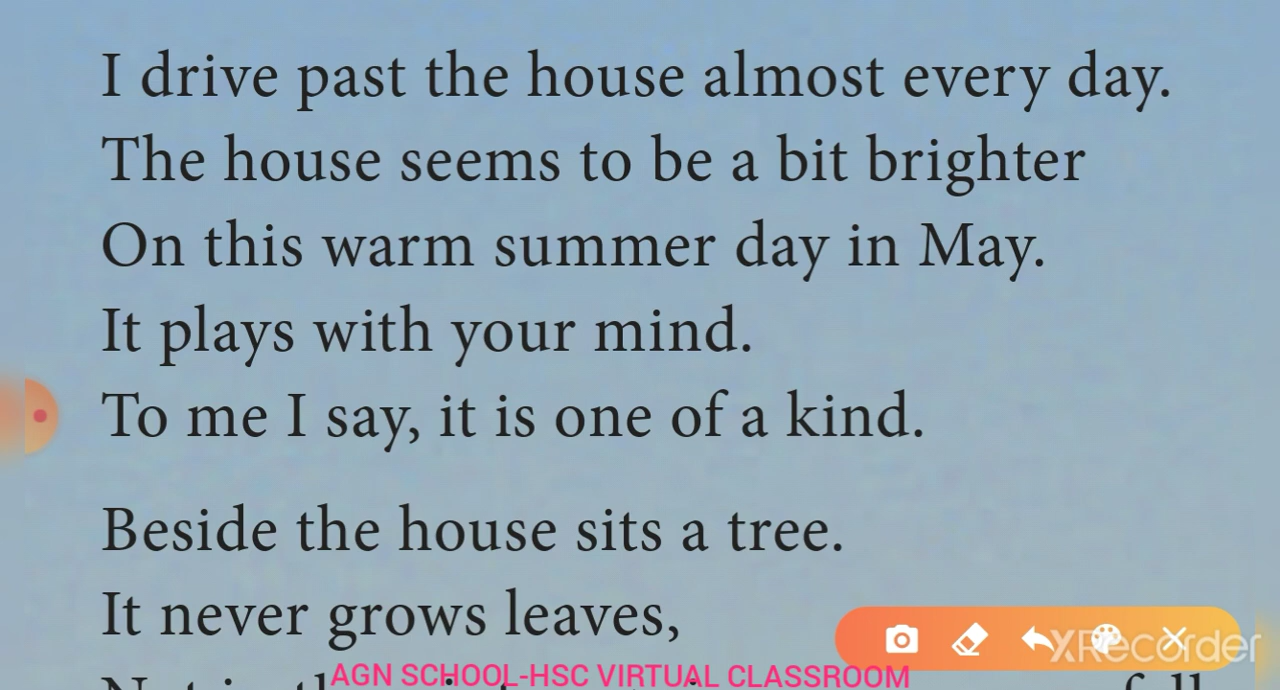 I drive past the house almost every day.
The house seems to be a bit brighter
On this warm summer day in May.
It plays with your mind.
To me I say, it is one of a kind.
Beside the house sits a tree.
It never grows leaves,
XRecorder
AGN SCHOOL-HSC VIRTUAL CLASSROOM